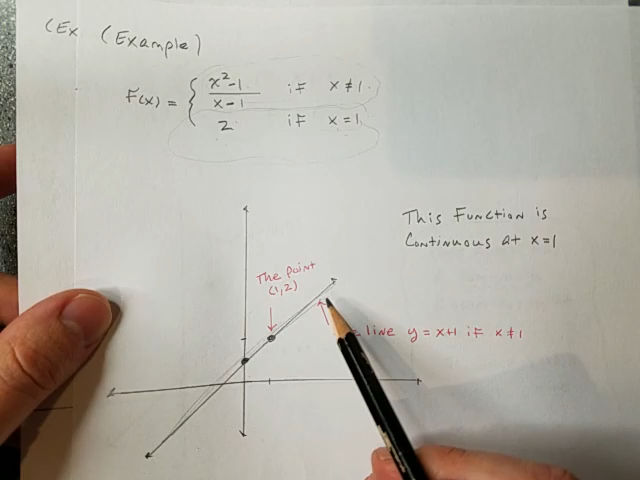 (Ex (Example)
F(x) = { x²-1 / x-1 if x ≠ 1
2 if x = 1
This Function is
Continuous at x=1
The point
(1,2)
line y = x+1 if x ≠ 1